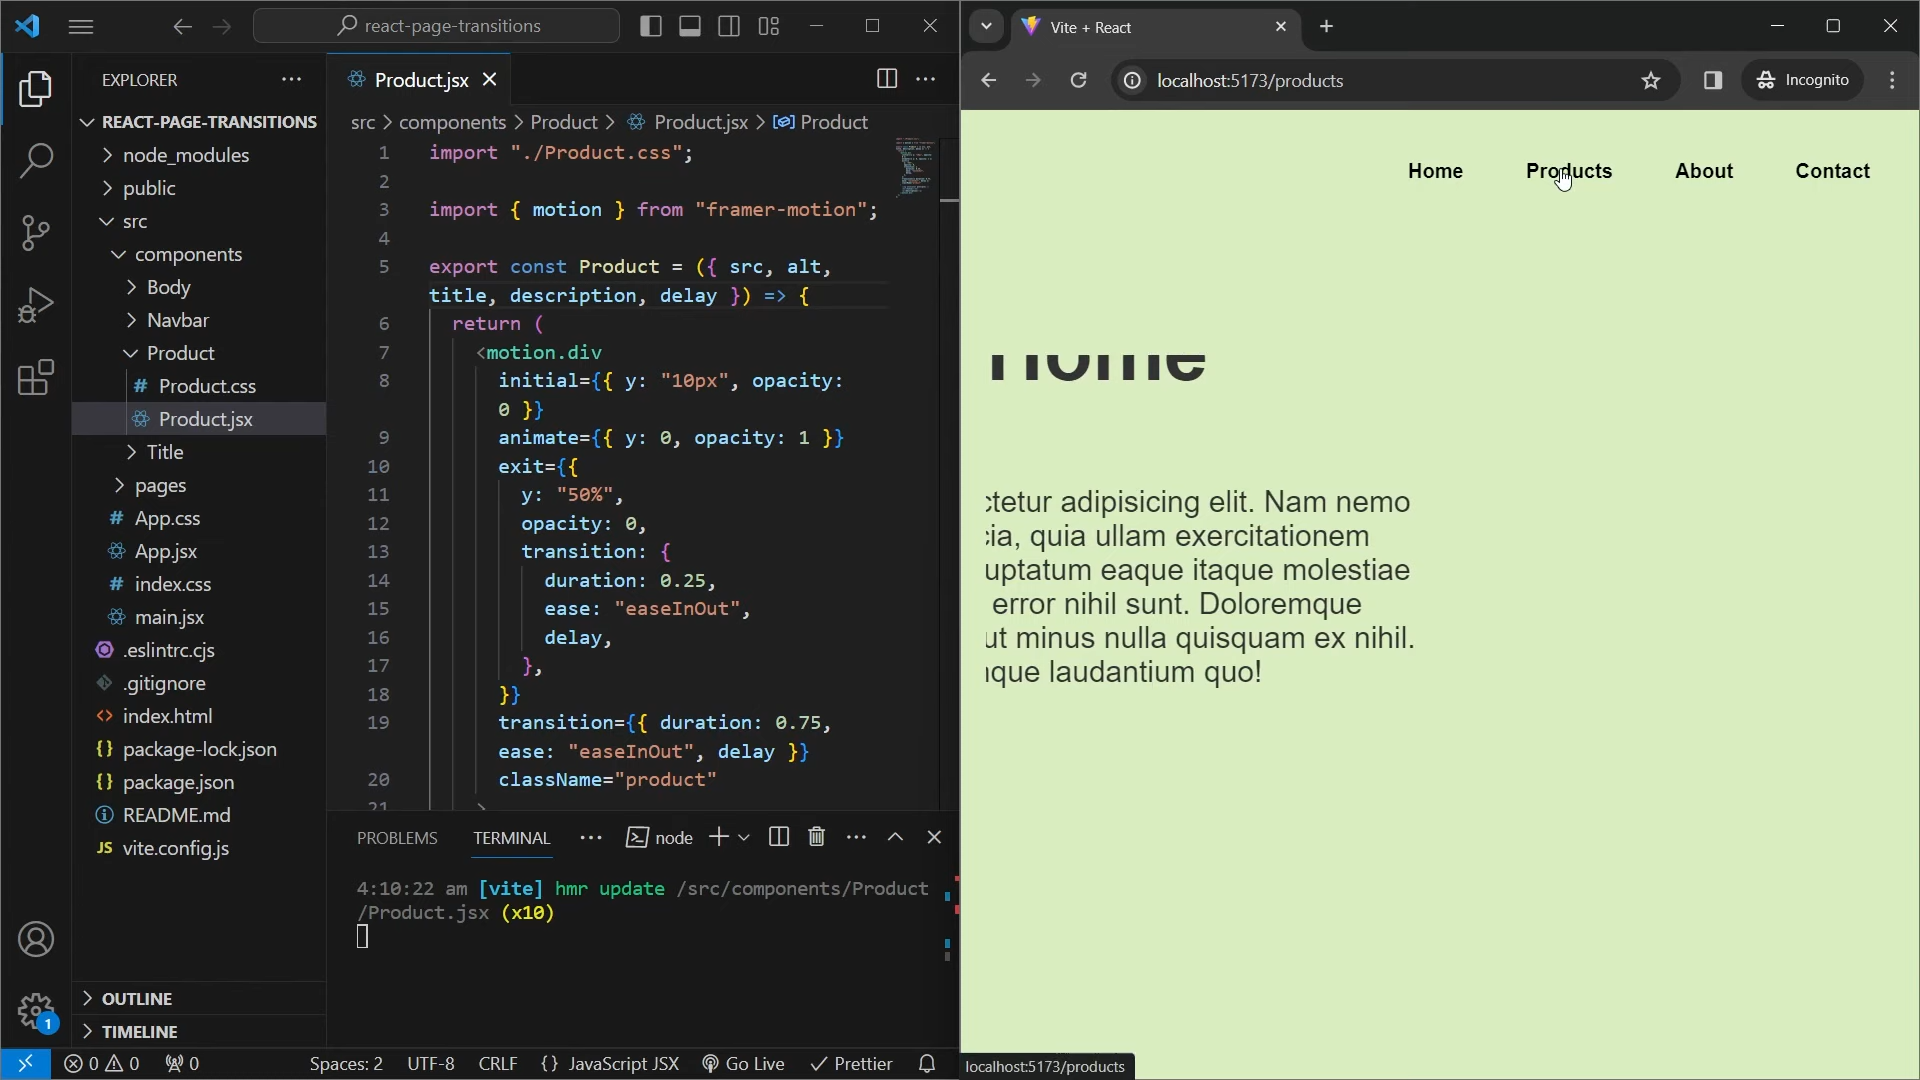 react-page-transitions
EXPLORER
REACT-PAGE-TRANSITIONS
node_modules
public
src
components
Body
Navbar
Product
Product.css
Product.jsx
Title
pages
App.css
App.jsx
index.css
main.jsx
.eslintrc.cjs
.gitignore
index.html
package-lock.json
package.json
README.md
JS vite.config.js
OUTLINE
TIMELINE
1
Product.jsx
src > components > Product > Product.jsx > Product
1 import "./Product.css";
2
3 import { motion } from "framer-motion";
4
5 export const Product = ({ src, alt,
title, description, delay }) => {
6 return (
7 <motion.div
8 initial={{ y: "10px", opacity:
0 }}
9 animate={{ y: 0, opacity: 1 }}
10 exit={{
11 y: "50%",
12 opacity: 0,
13 transition: {
14 duration: 0.25,
15 ease: "easeInOut",
16 delay,
17 },
18 }}
19 transition={{ duration: 0.75,
ease: "easeInOut", delay }}
20 className="product"
21 >
PROBLEMS TERMINAL node
4:10:22 am [vite] hmr update /src/components/Product
/Product.jsx (x10)
0 0 0 Spaces: 2 UTF-8 CRLF {} JavaScript JSX Go Live Prettier
Vite + React
localhost:5173/products
Incognito
Home Products About Contact
Home
ctetur adipisicing elit. Nam nemo
cia, quia ullam exercitationem
uptatum eaque itaque molestiae
error nihil sunt. Doloremque
ut minus nulla quisquam ex nihil.
nque laudantium quo!
localhost:5173/products